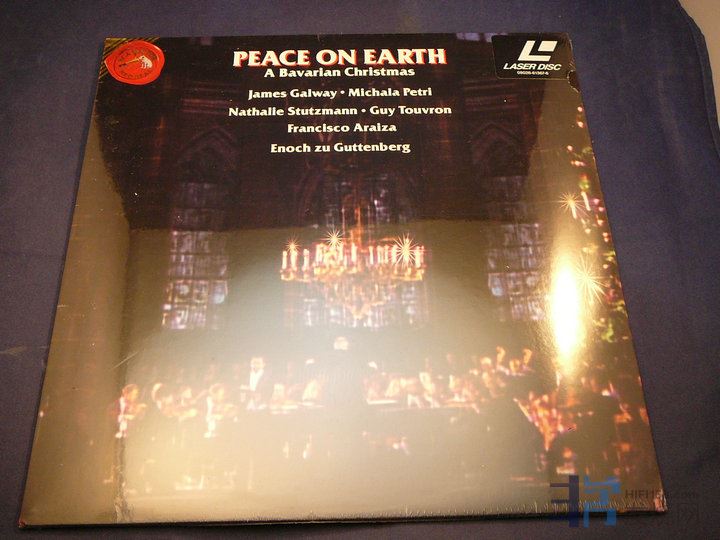 PEACE ON EARTH
A Bavarian Christmas
James Galway • Michala Petri
Nathalie Stutzmann • Guy Touvron
Francisco Araiza
Enoch zu Guttenberg
LASER DISC